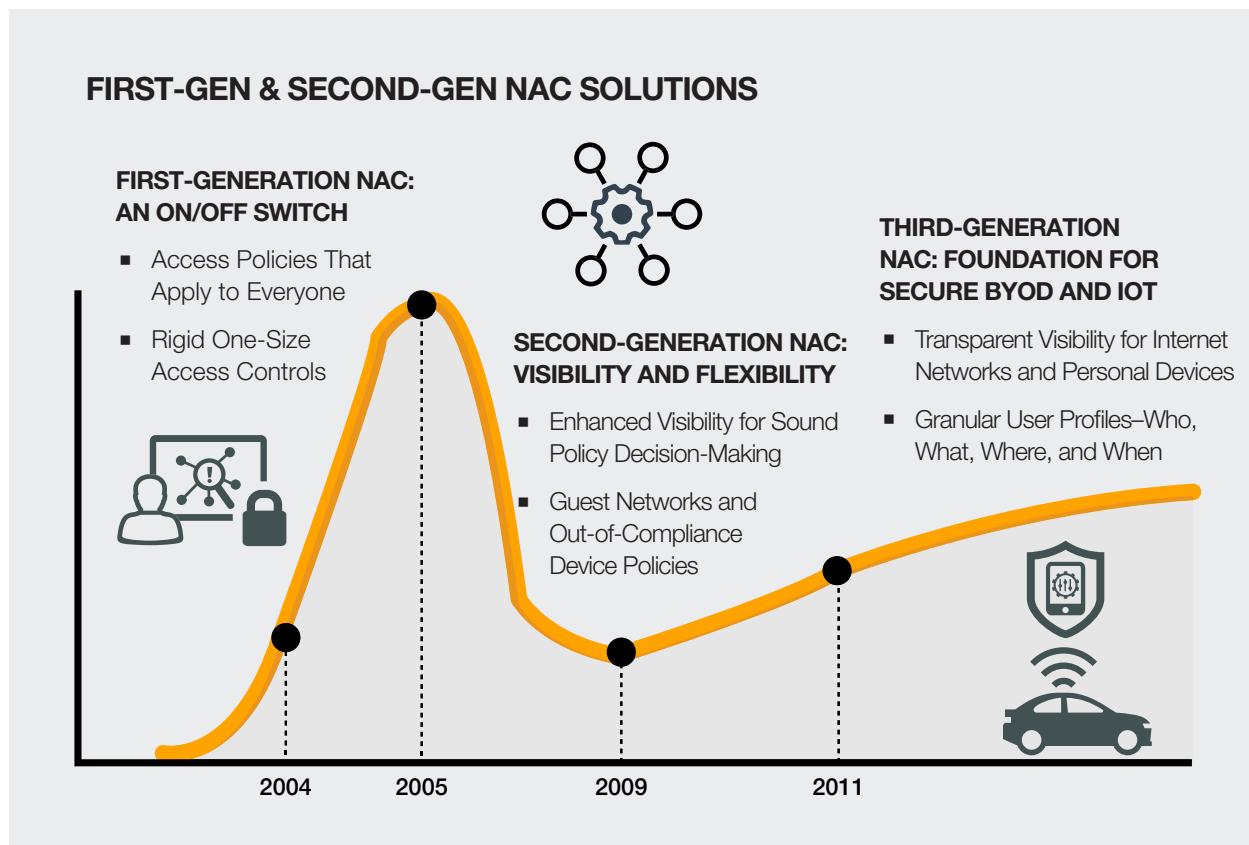 FIRST-GEN & SECOND-GEN NAC SOLUTIONS
FIRST-GENERATION NAC:
AN ON/OFF SWITCH
▪ Access Policies That
Apply to Everyone
▪ Rigid One-Size
Access Controls
SECOND-GENERATION NAC:
VISIBILITY AND FLEXIBILITY
▪ Enhanced Visibility for Sound
Policy Decision-Making
▪ Guest Networks and
Out-of-Compliance
Device Policies
THIRD-GENERATION
NAC: FOUNDATION FOR
SECURE BYOD AND IOT
▪ Transparent Visibility for Internet
Networks and Personal Devices
▪ Granular User Profiles–Who,
What, Where, and When
2004 2005 2009 2011